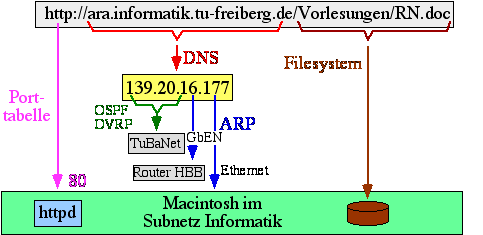 http://ara.informatik.tu-freiberg.de/Vorlesungen/RN.doc
DNS
Filesystem
139.20.16.177
Port-
tabelle
OSPF
DVRP
ARP
GbEN
TuBaNet
Router HBB
Ethernet
80
httpd
Macintosh im
Subnetz Informatik